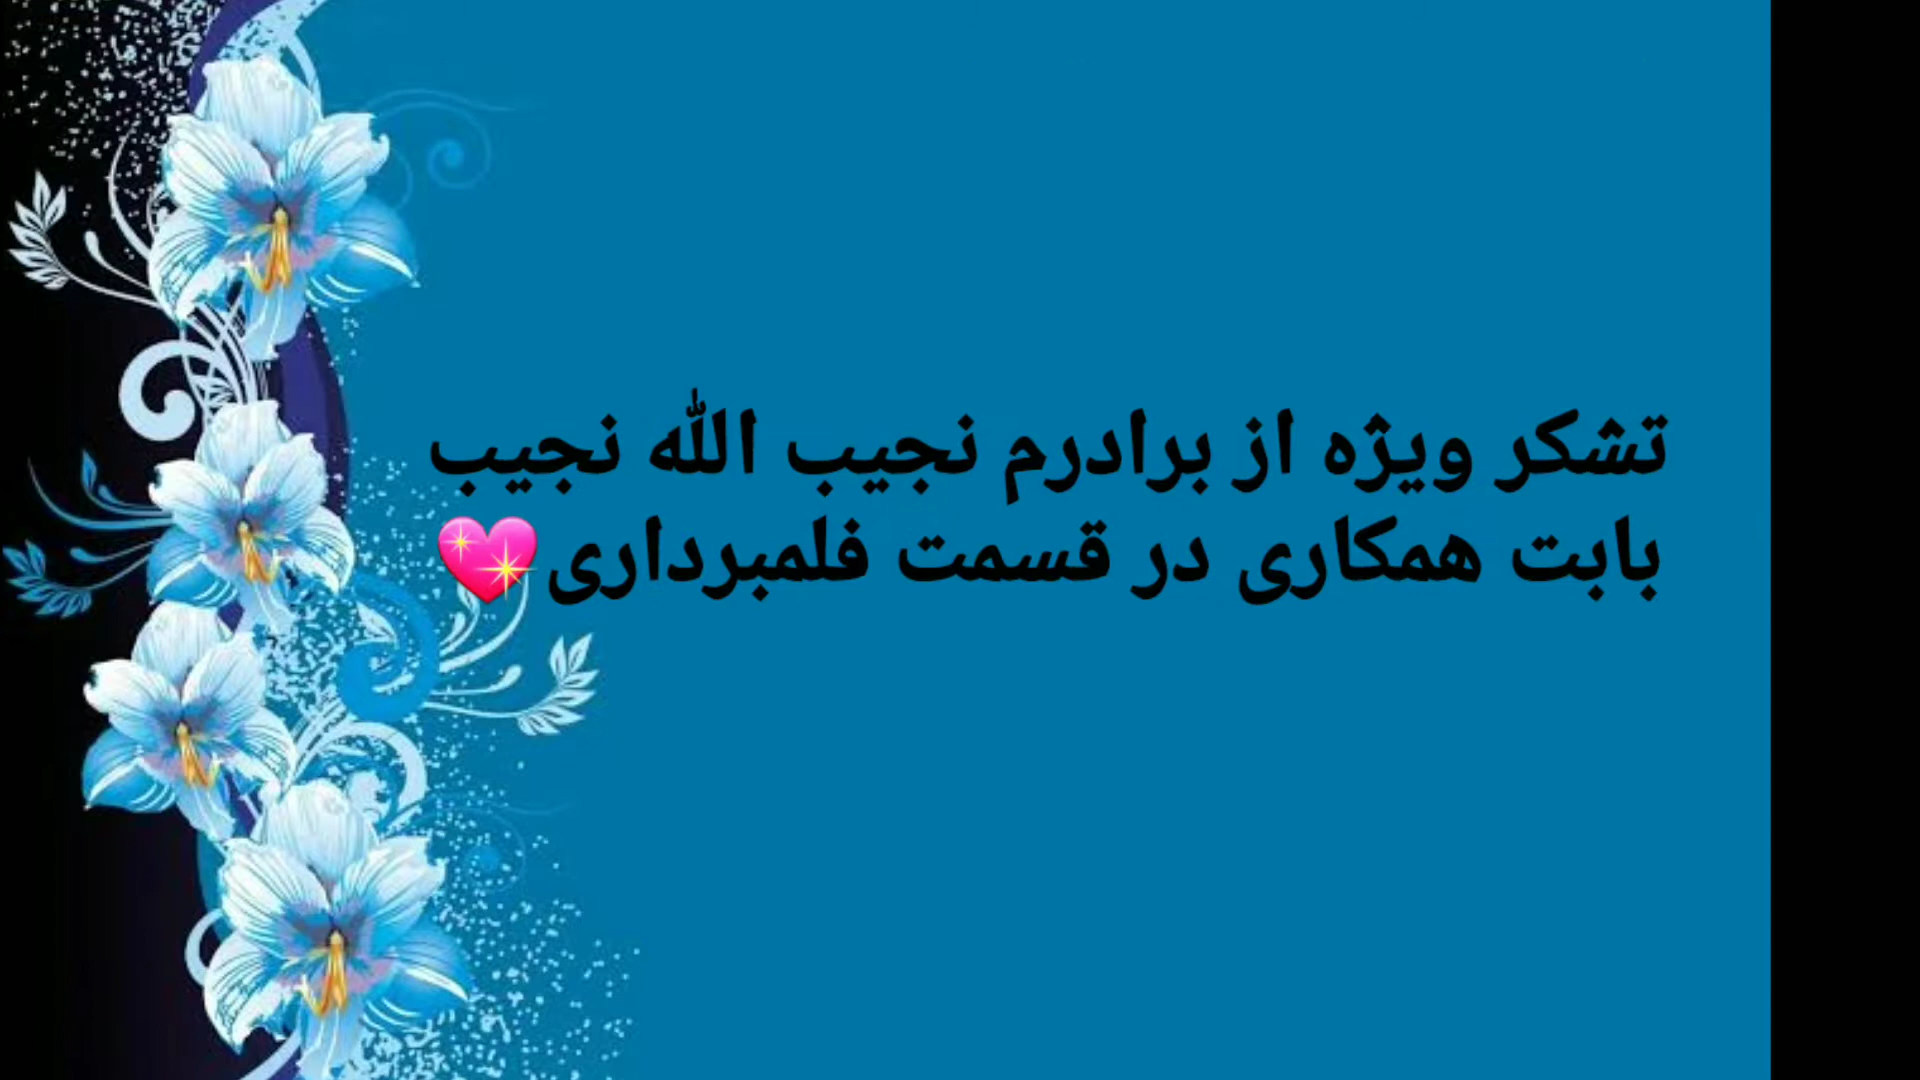 تشکر ویژه از برادرم نجیب الله نجیب
بابت همکاری در قسمت فلمبرداری💖